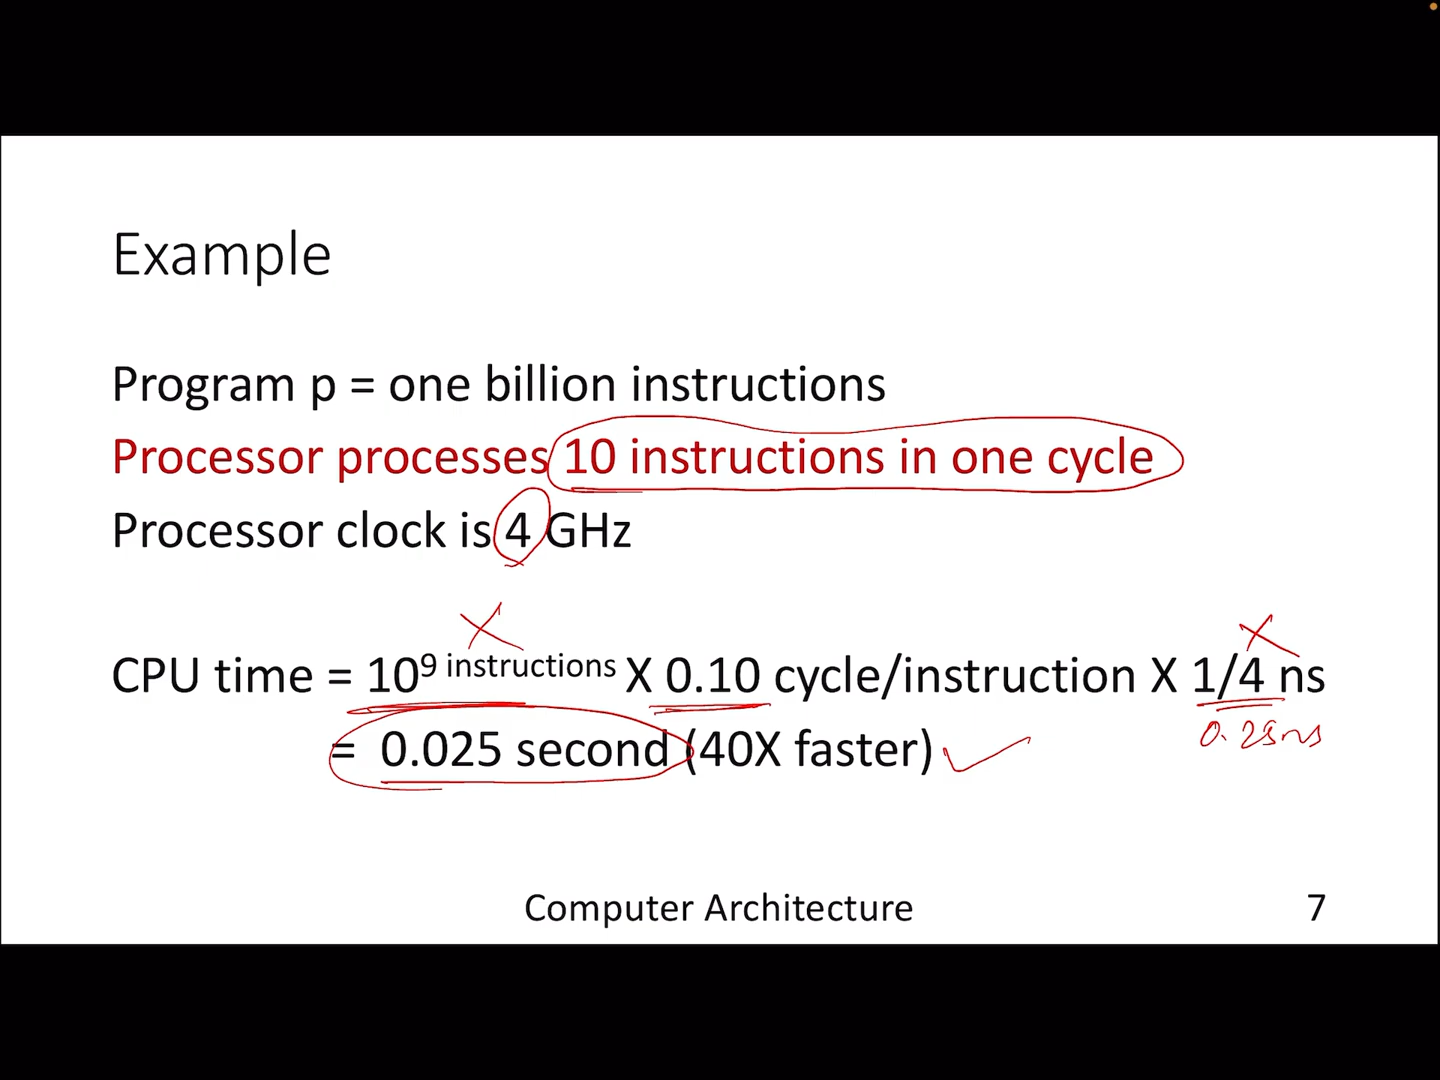 Example
Program p = one billion instructions
Processor processes 10 instructions in one cycle
Processor clock is 4 GHz
CPU time = 10⁹ instructions X 0.10 cycle/instruction X 1/4 ns
= 0.025 second (40X faster)
0.25ns
Computer Architecture
7